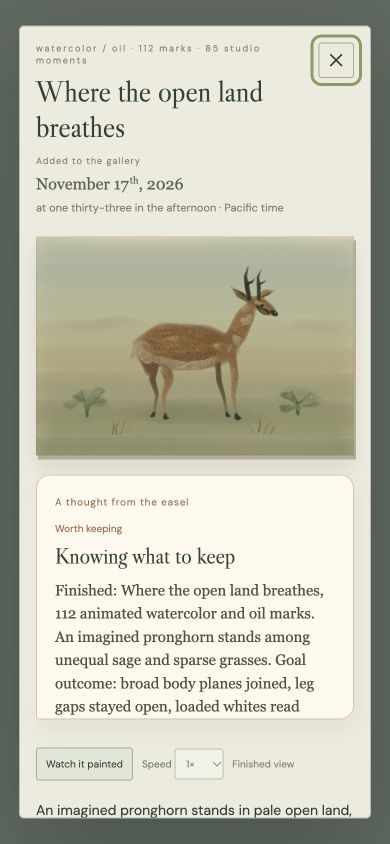 watercolor / oil · 112 marks · 85 studio
moments
Where the open land
breathes
Added to the gallery
November 17th, 2026
at one thirty-three in the afternoon · Pacific time
A thought from the easel
Worth keeping
Knowing what to keep
Finished: Where the open land breathes,
112 animated watercolor and oil marks.
An imagined pronghorn stands among
unequal sage and sparse grasses. Goal
outcome: broad body planes joined, leg
gaps stayed open, loaded whites read
Watch it painted Speed 1× Finished view
An imagined pronghorn stands in pale open land,